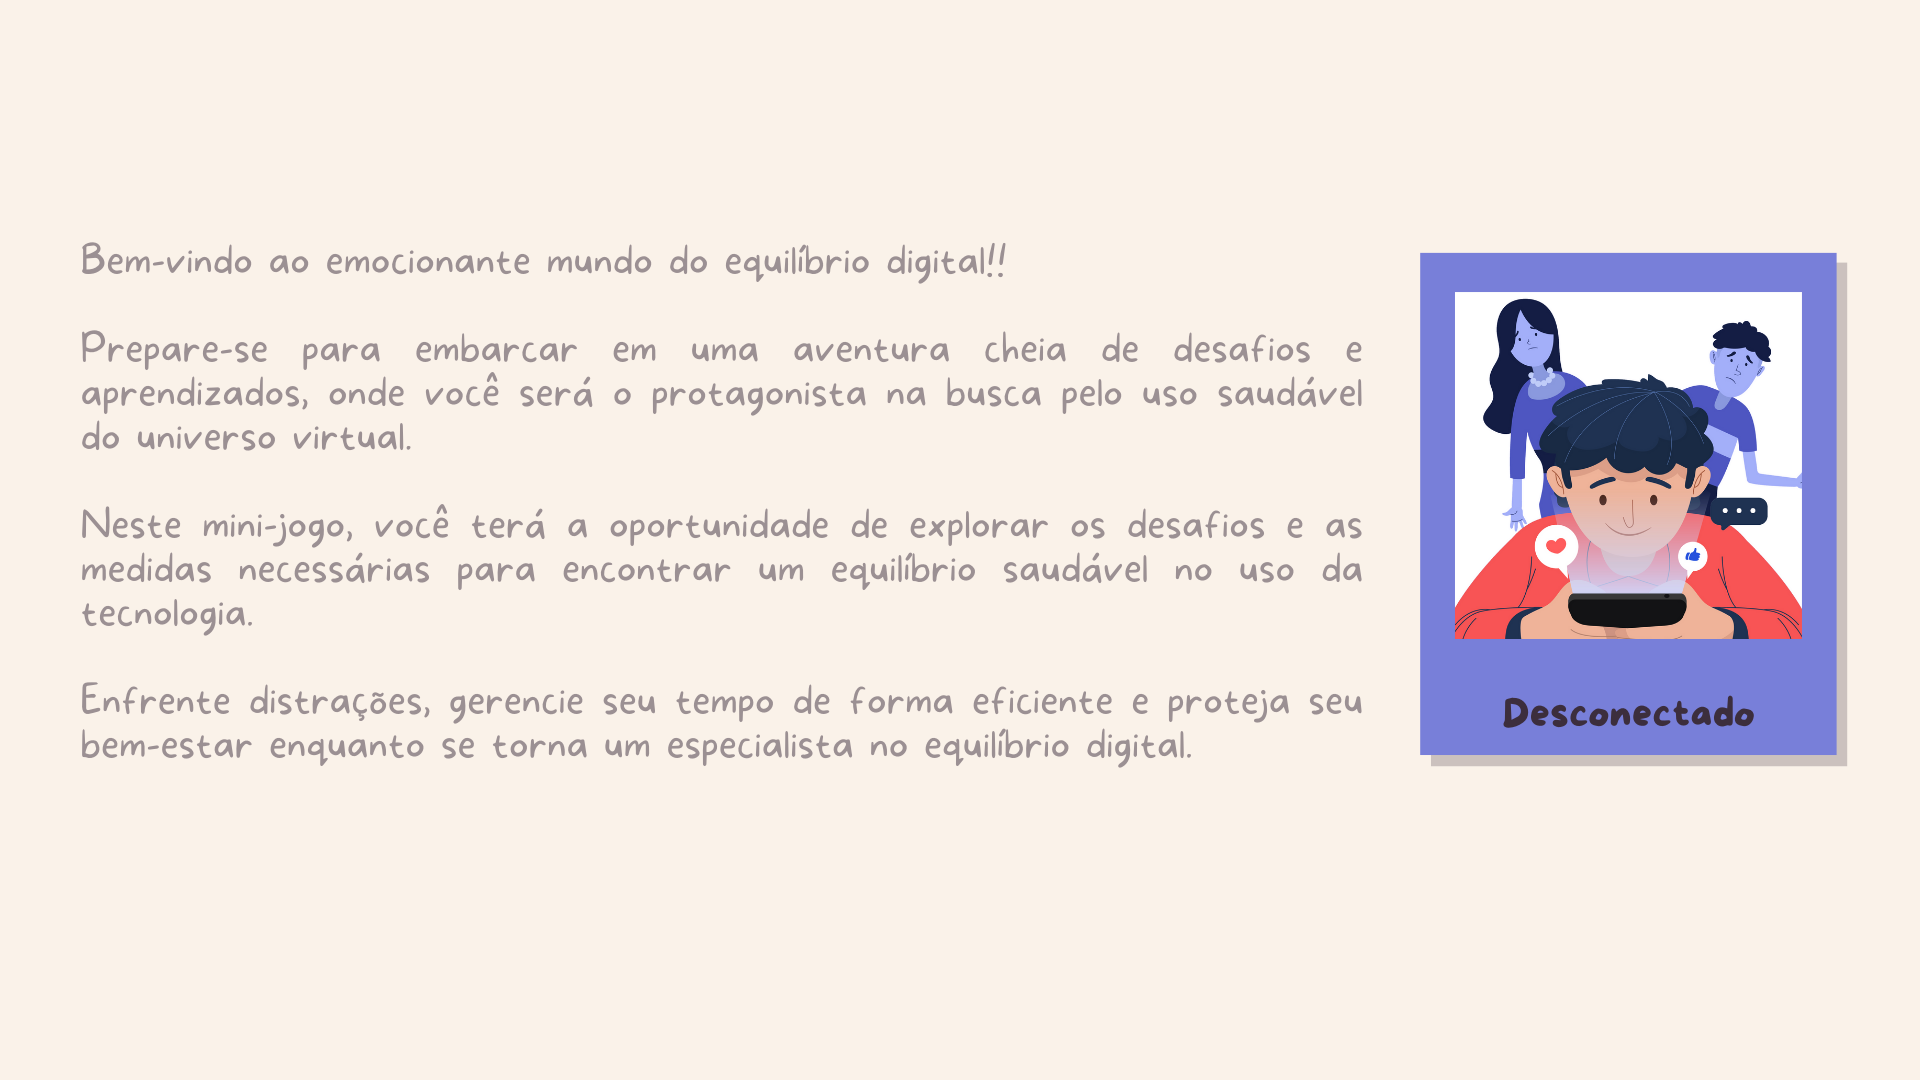 Bem-vindo ao emocionante mundo do equilíbrio digital!!
Prepare-se para embarcar em uma aventura cheia de desafios e
aprendizados, onde você será o protagonista na busca pelo uso saudável
do universo virtual.
Neste mini-jogo, você terá a oportunidade de explorar os desafios e as
medidas necessárias para encontrar um equilíbrio saudável no uso da
tecnologia.
Enfrente distrações, gerencie seu tempo de forma eficiente e proteja seu
bem-estar enquanto se torna um especialista no equilíbrio digital.
Desconectado